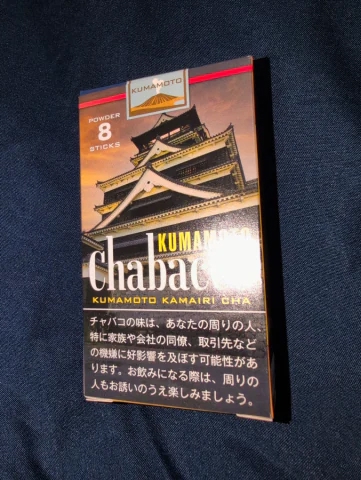 KUMAMOTO
POWDER
8
STICKS
KUMAMOTO
Chabacco
KUMAMOTO KAMAIRI CHA
チャバコの味は、あなたの周りの人、
特に家族や会社の同僚、取引先など
の機嫌に好影響を及ぼす可能性があ
ります。お飲みになる際は、周りの
人もお誘いのうえ楽しみましょう。